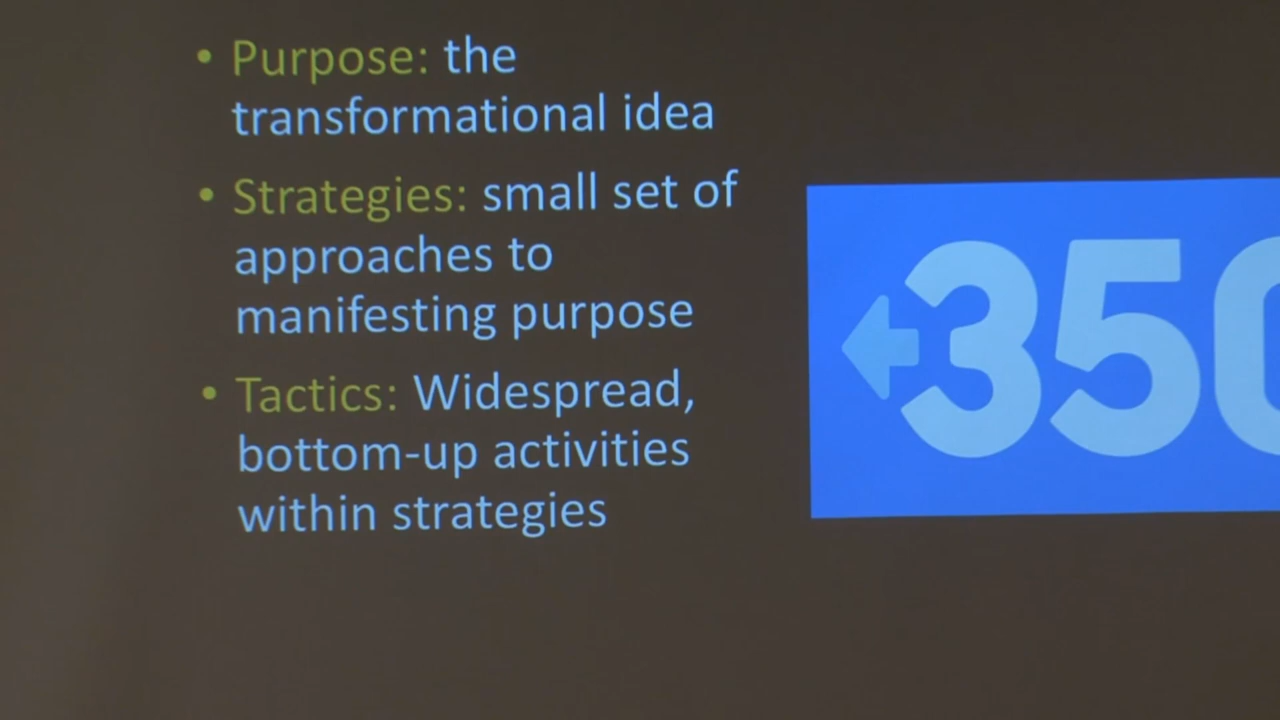 • Purpose: the
transformational idea
• Strategies: small set of
approaches to
manifesting purpose
• Tactics: Widespread,
bottom-up activities
within strategies
350